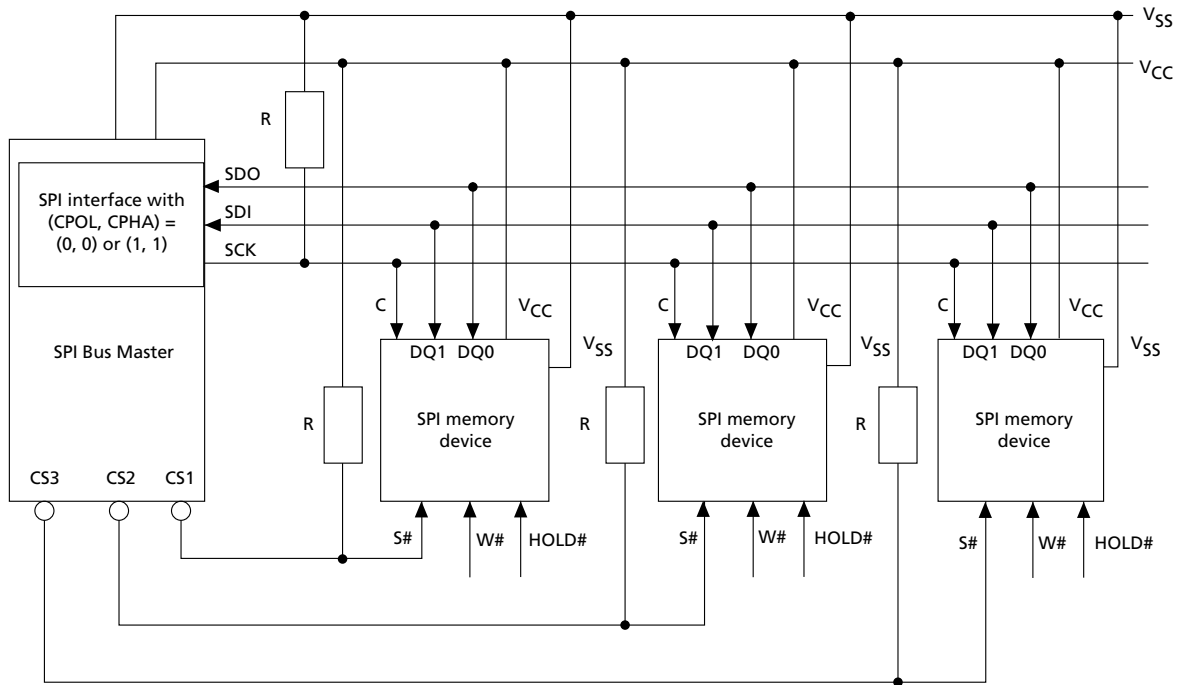 VSS
VCC
R
SDO
SPI interface with
(CPOL, CPHA) =
(0, 0) or (1, 1)
SDI
SCK
SPI Bus Master
C
VCC
C
VCC
C
VCC
VSS
VSS
VSS
DQ1 DQ0
DQ1 DQ0
DQ1 DQ0
R
SPI memory
device
R
SPI memory
device
R
SPI memory
device
CS3 CS2 CS1
S# W# HOLD#
S# W# HOLD#
S# W# HOLD#